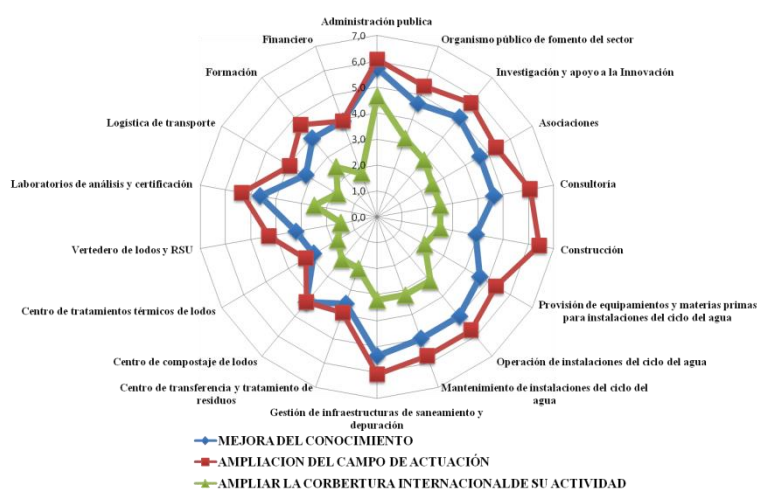 Administración publica
Financiero
Organismo público de fomento del sector
Formación
Investigación y apoyo a la Innovación
Logística de transporte
Asociaciones
Laboratorios de análisis y certificación
Consultoría
Vertedero de lodos y RSU
Construcción
Centro de tratamientos térmicos de lodos
Provisión de equipamientos y materias primas
para instalaciones del ciclo del agua
Centro de compostaje de lodos
Operación de instalaciones del ciclo del agua
Centro de transferencia y tratamiento de
residuos
Mantenimiento de instalaciones del ciclo del
agua
Gestión de infraestructuras de saneamiento y
depuración
7,0
6,0
5,0
4,0
3,0
2,0
1,0
0,0
MEJORA DEL CONOCIMIENTO
AMPLIACION DEL CAMPO DE ACTUACIÓN
AMPLIAR LA CORBERTURA INTERNACIONALDE SU ACTIVIDAD